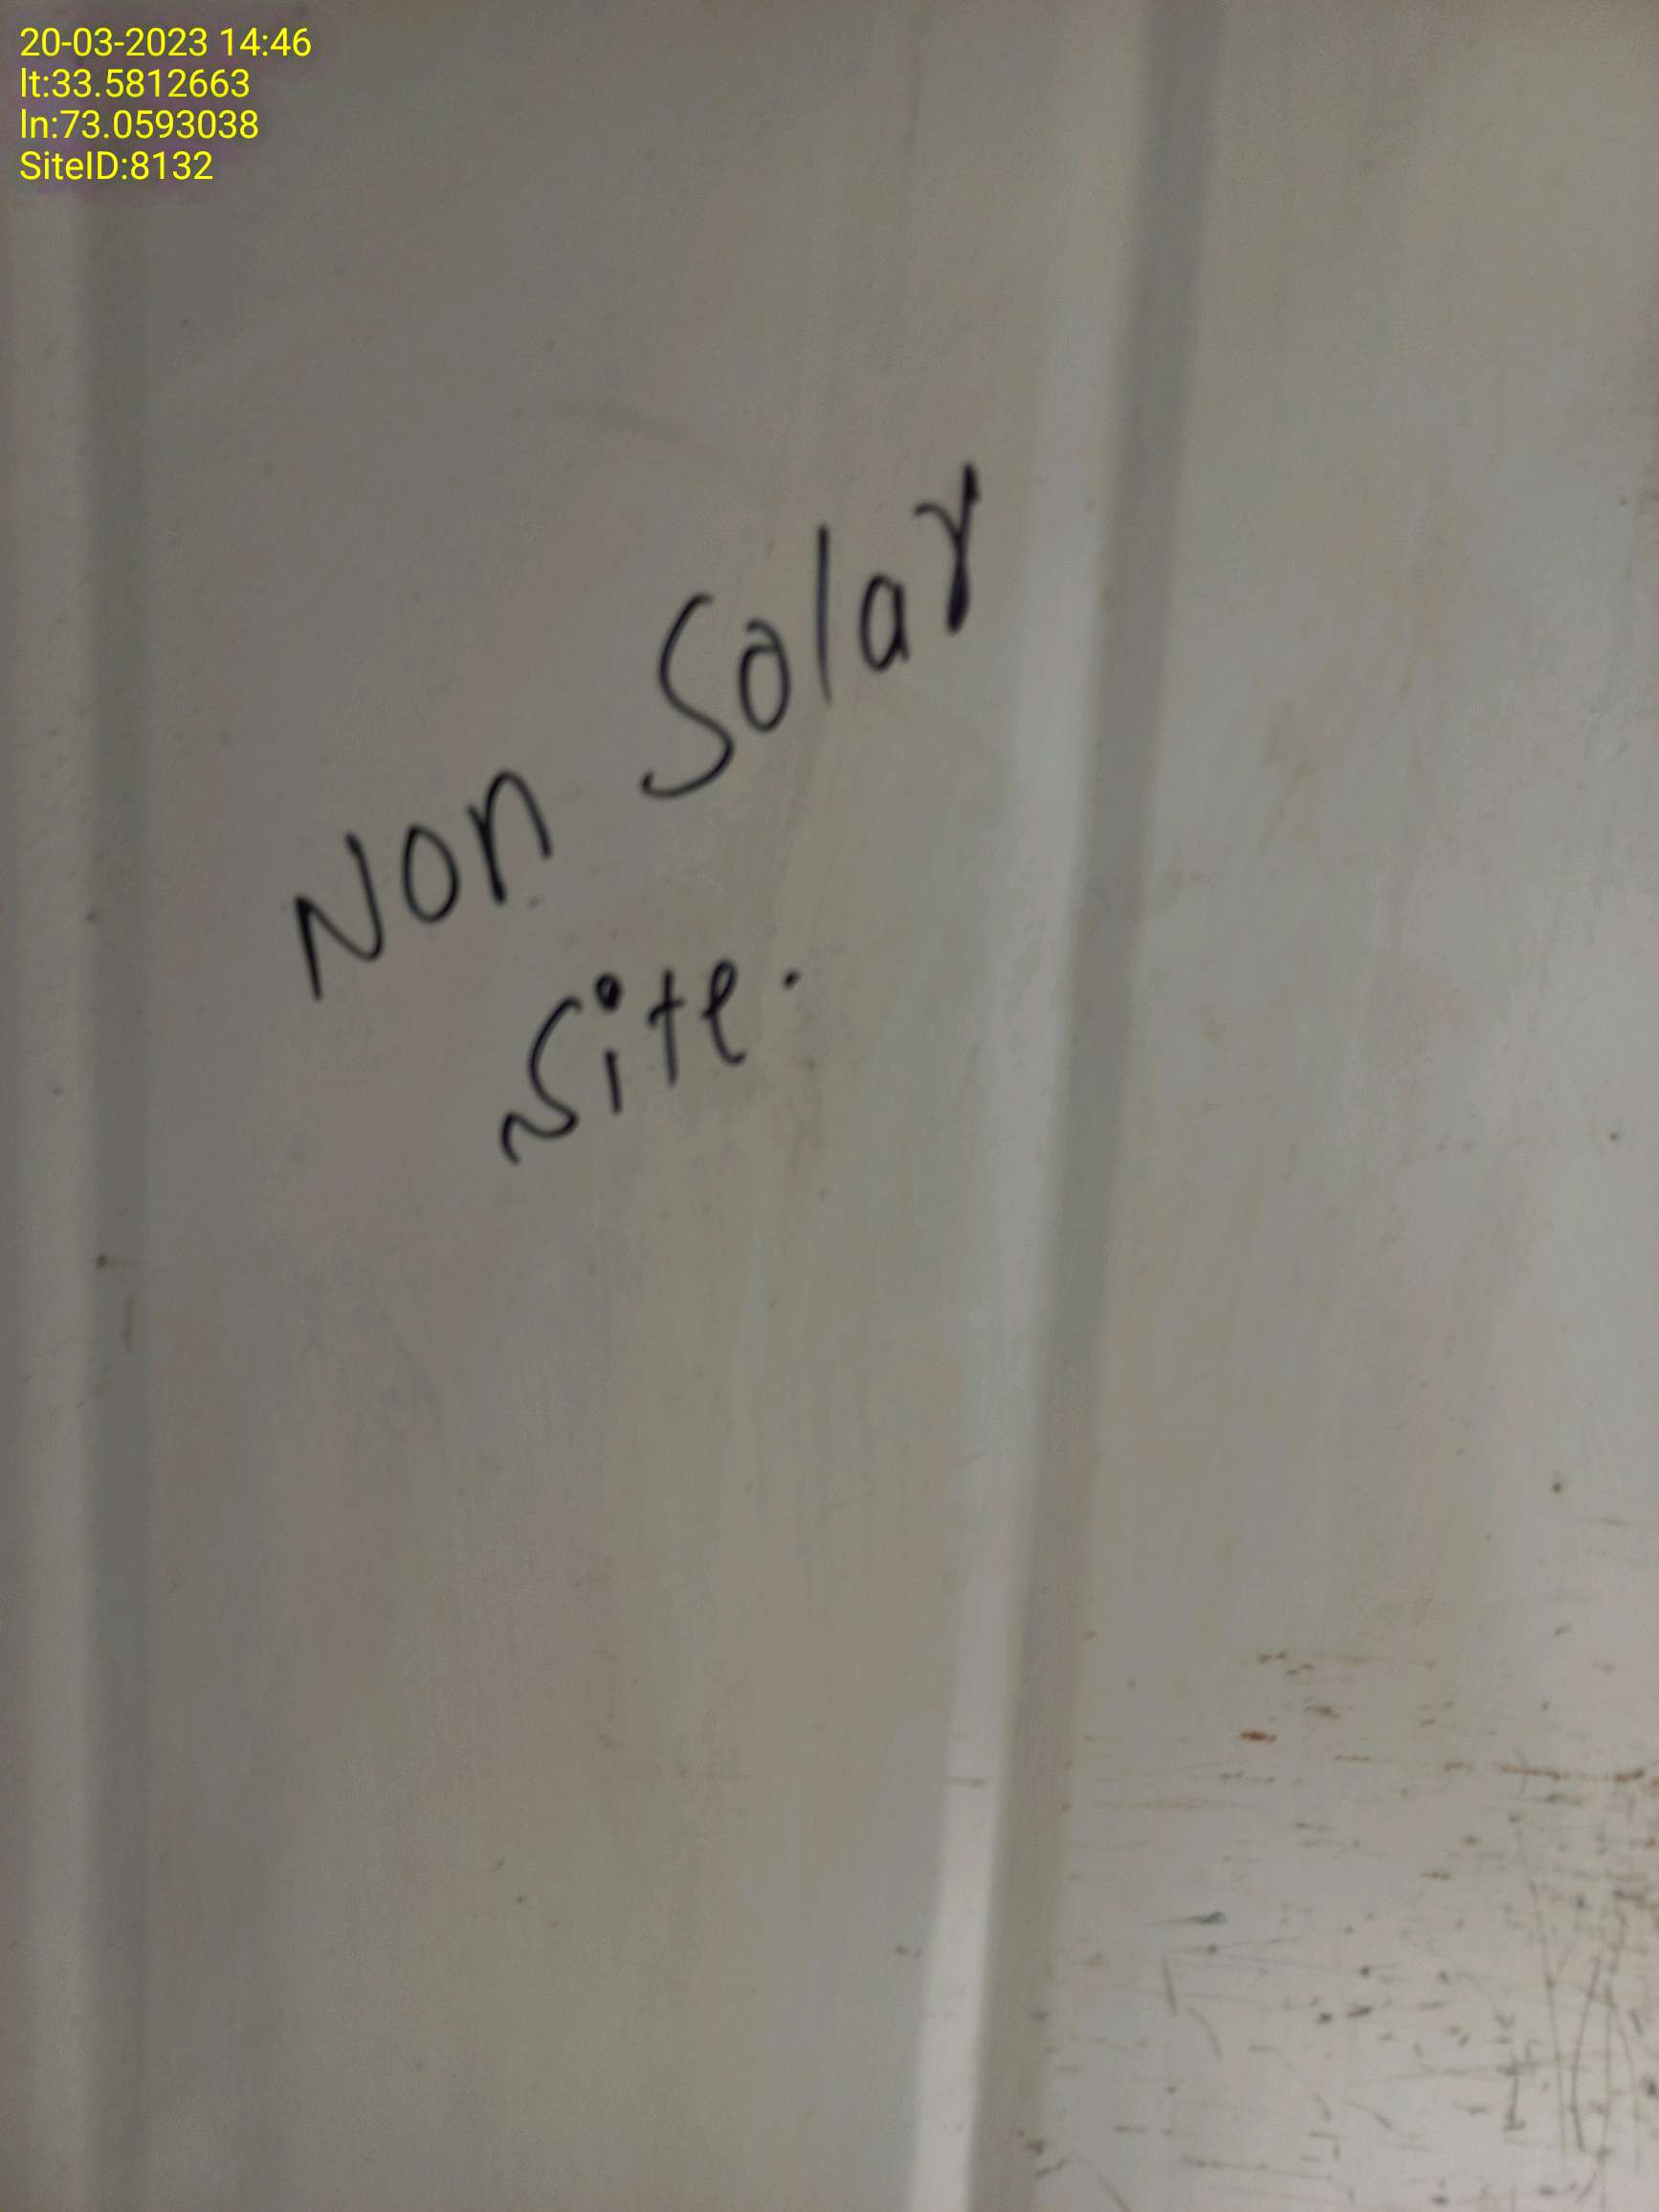 20-03-2023 14:46
lt:33.5812663
ln:73.0593038
SiteID:8132
Non Solar
Site.